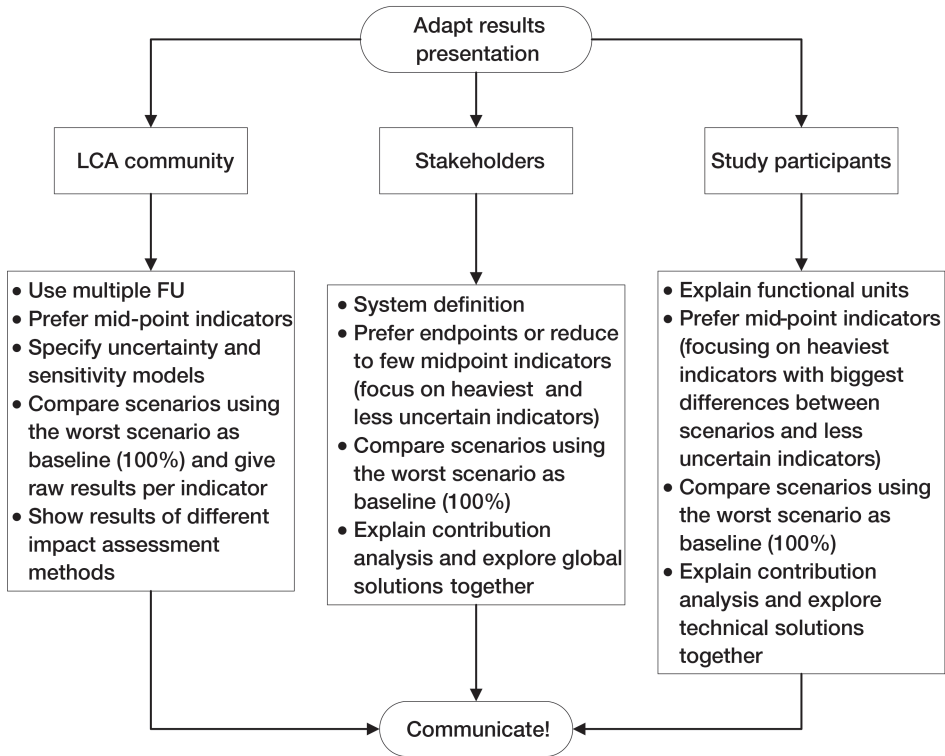 Adapt results
presentation
LCA community
Stakeholders
Study participants
• Use multiple FU
• Prefer mid-point indicators
• Specify uncertainty and
sensitivity models
• Compare scenarios using
the worst scenario as
baseline (100%) and give
raw results per indicator
• Show results of different
impact assessment
methods
• System definition
• Prefer endpoints or reduce
to few midpoint indicators
(focus on heaviest and
less uncertain indicators)
• Compare scenarios using
the worst scenario as
baseline (100%)
• Explain contribution
analysis and explore global
solutions together
• Explain functional units
• Prefer mid-point indicators
(focusing on heaviest
indicators with biggest
differences between
scenarios and less
uncertain indicators)
• Compare scenarios using
the worst scenario as
baseline (100%)
• Explain contribution
analysis and explore
technical solutions
together
Communicate!